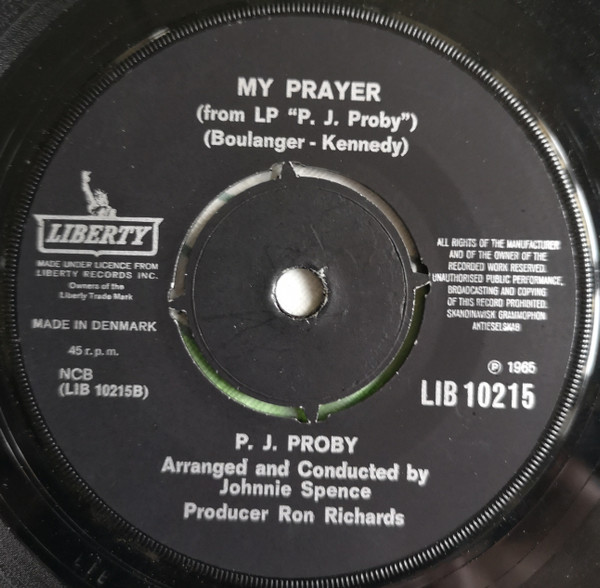 MY PRAYER
(from LP "P. J. Proby")
(Boulanger - Kennedy)
LIBERTY
MADE UNDER LICENCE FROM
LIBERTY RECORDS INC.
Owners of the
Liberty Trade Mark
MADE IN DENMARK
45 r.p.m.
NCB
(LIB 10215B)
ALL RIGHTS OF THE MANUFACTURER
AND OF THE OWNER OF THE
RECORDED WORK RESERVED.
UNAUTHORISED PUBLIC PERFORMANCE,
BROADCASTING AND COPYING
OF THIS RECORD PROHIBITED.
SKANDINAVISK GRAMMOPHON
AKTIESELSKAB
℗ 1965
LIB 10215
P. J. PROBY
Arranged and Conducted by
Johnnie Spence
Producer Ron Richards